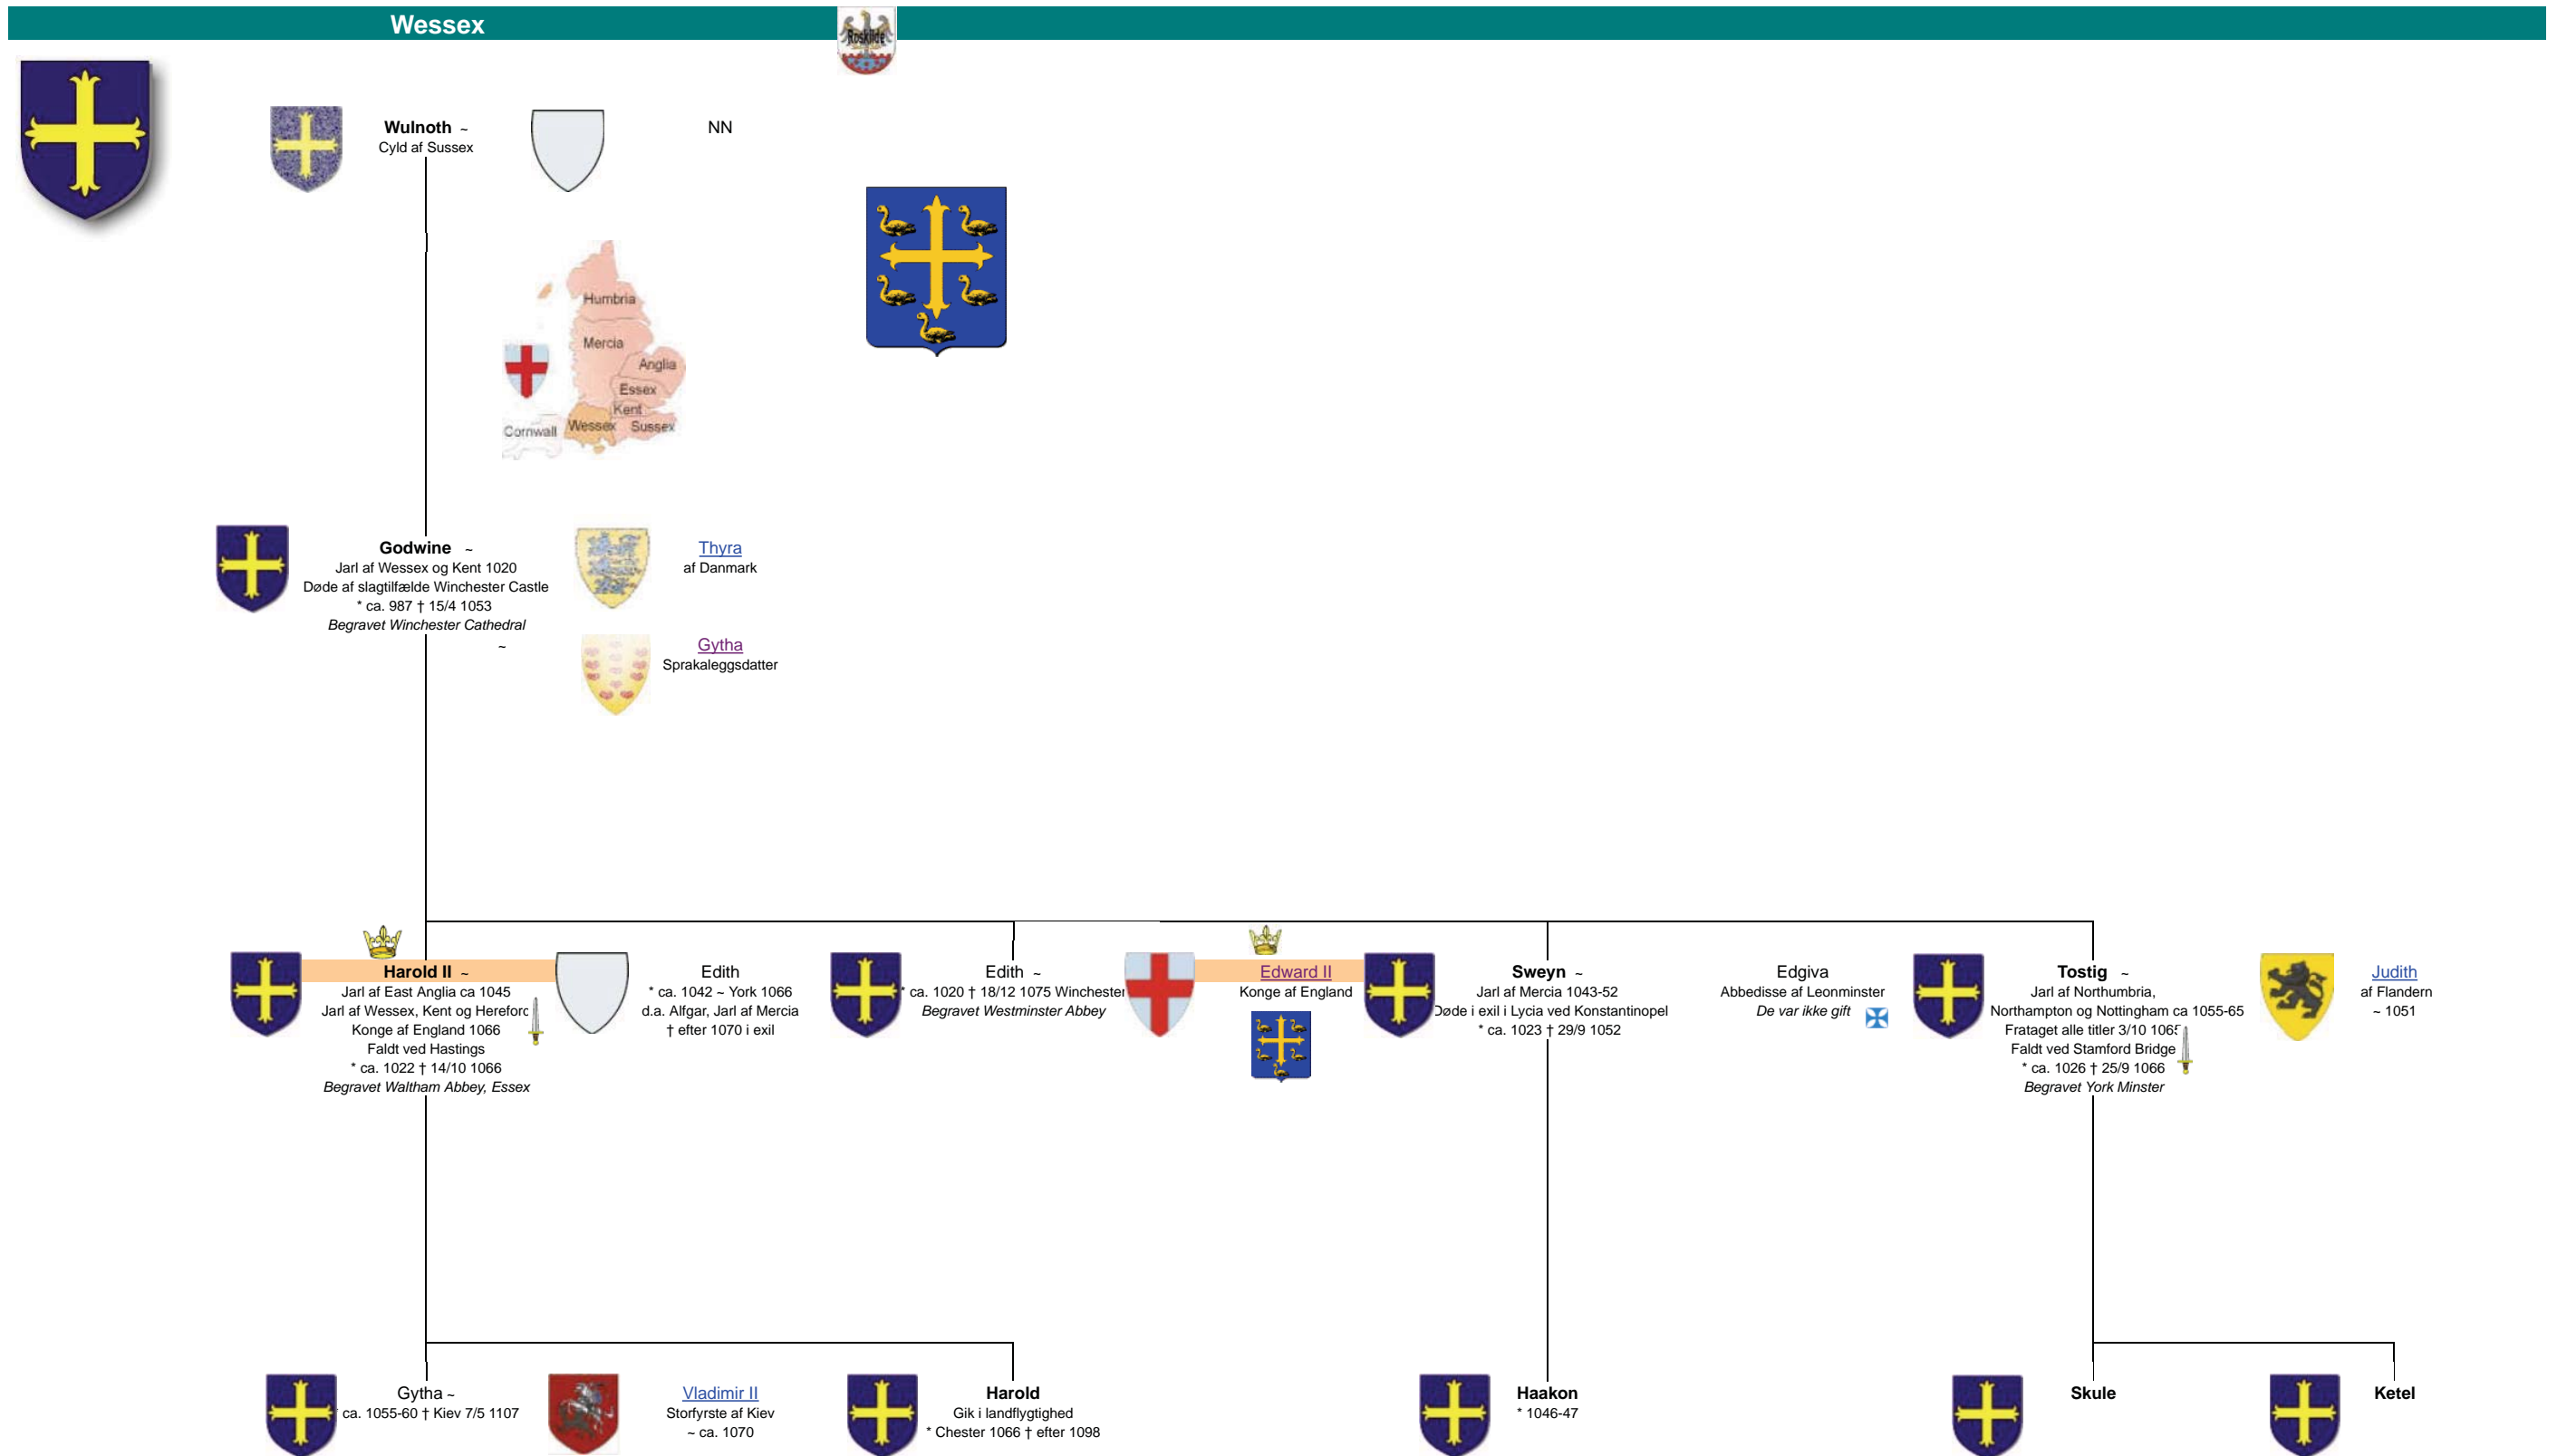 Wessex
Roskilde
Wulnoth ~
Cyld af Sussex
NN
Humbria
Mercia
Anglia
Essex
Kent
Cornwall
Wessex
Sussex
Godwine ~
Jarl af Wessex og Kent 1020
Døde af slagtilfælde Winchester Castle
* ca. 987 † 15/4 1053
Begravet Winchester Cathedral
~
Thyra
af Danmark
Gytha
Sprakaleggsdatter
Harold II ~
Jarl af East Anglia ca 1045
Jarl af Wessex, Kent og Hereforc
Konge af England 1066
Faldt ved Hastings
* ca. 1022 † 14/10 1066
Begravet Waltham Abbey, Essex
Edith
* ca. 1042 ~ York 1066
d.a. Alfgar, Jarl af Mercia
† efter 1070 i exil
Edith ~
* ca. 1020 † 18/12 1075 Winchester
Begravet Westminster Abbey
Edward II
Konge af England
Sweyn ~
Jarl af Mercia 1043-52
Døde i exil i Lycia ved Konstantinopel
* ca. 1023 † 29/9 1052
Edgiva
Abbedisse af Leonminster
De var ikke gift
Tostig ~
Jarl af Northumbria,
Northampton og Nottingham ca 1055-65
Frataget alle titler 3/10 1065
Faldt ved Stamford Bridge
* ca. 1026 † 25/9 1066
Begravet York Minster
Judith
af Flandern
~ 1051
Gytha ~
* ca. 1055-60 † Kiev 7/5 1107
Vladimir II
Storfyrste af Kiev
~ ca. 1070
Harold
Gik i landflygtighed
* Chester 1066 † efter 1098
Haakon
* 1046-47
Skule
Ketel